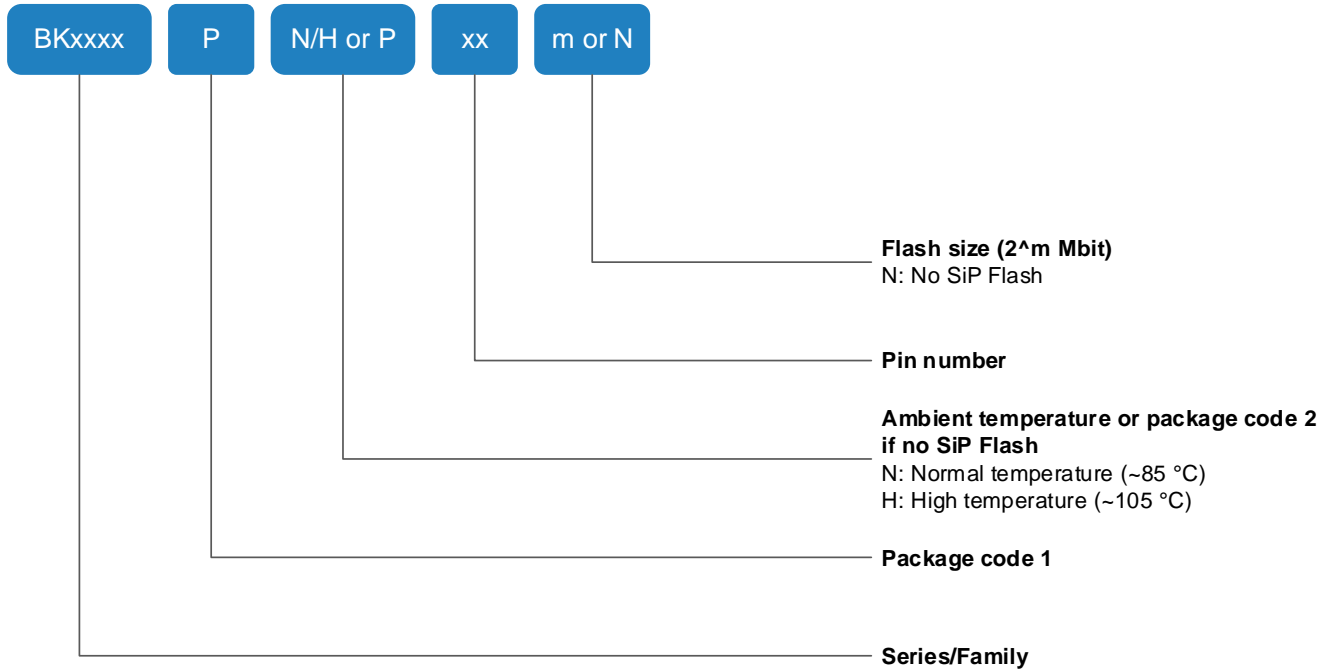 BKxxxx P N/H or P xx m or N
Flash size (2^m Mbit)
N: No SiP Flash
Pin number
Ambient temperature or package code 2
if no SiP Flash
N: Normal temperature (~85 °C)
H: High temperature (~105 °C)
Package code 1
Series/Family